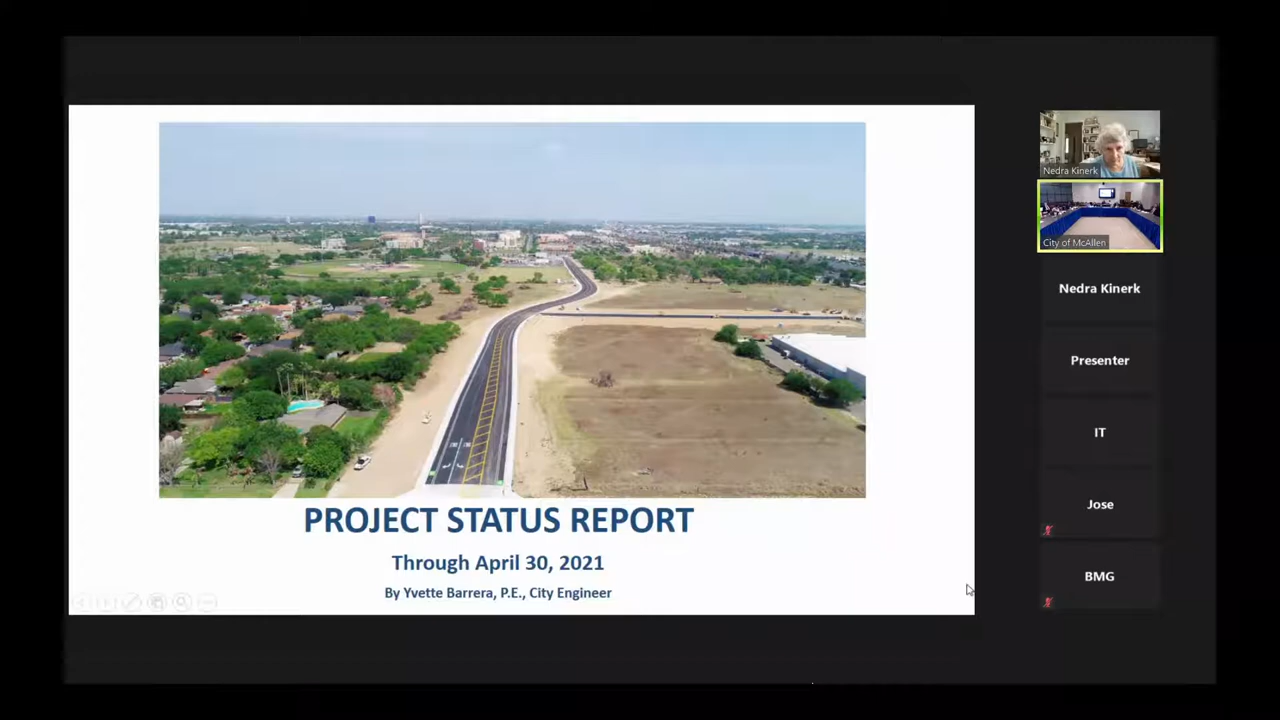 PROJECT STATUS REPORT
Through April 30, 2021
By Yvette Barrera, P.E., City Engineer
Nedra Kinerk
City of McAllen
Nedra Kinerk
Presenter
IT
Jose
BMG